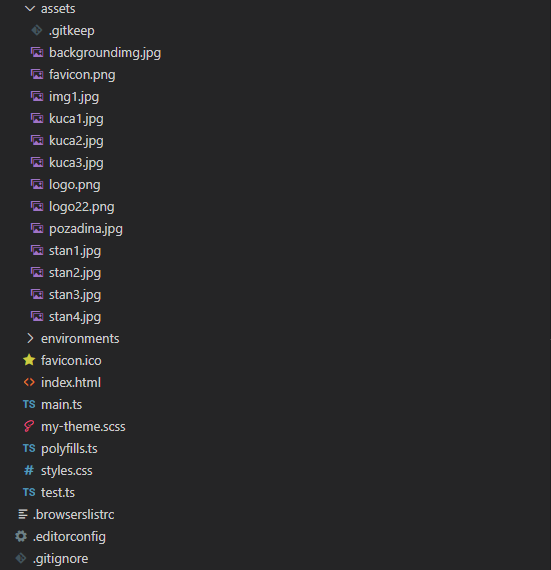 assets
.gitkeep
backgroundimg.jpg
favicon.png
img1.jpg
kuca1.jpg
kuca2.jpg
kuca3.jpg
logo.png
logo22.png
pozadina.jpg
stan1.jpg
stan2.jpg
stan3.jpg
stan4.jpg
environments
favicon.ico
<> index.html
TS main.ts
my-theme.scss
TS polyfills.ts
# styles.css
TS test.ts
.browserslistrc
.editorconfig
.gitignore